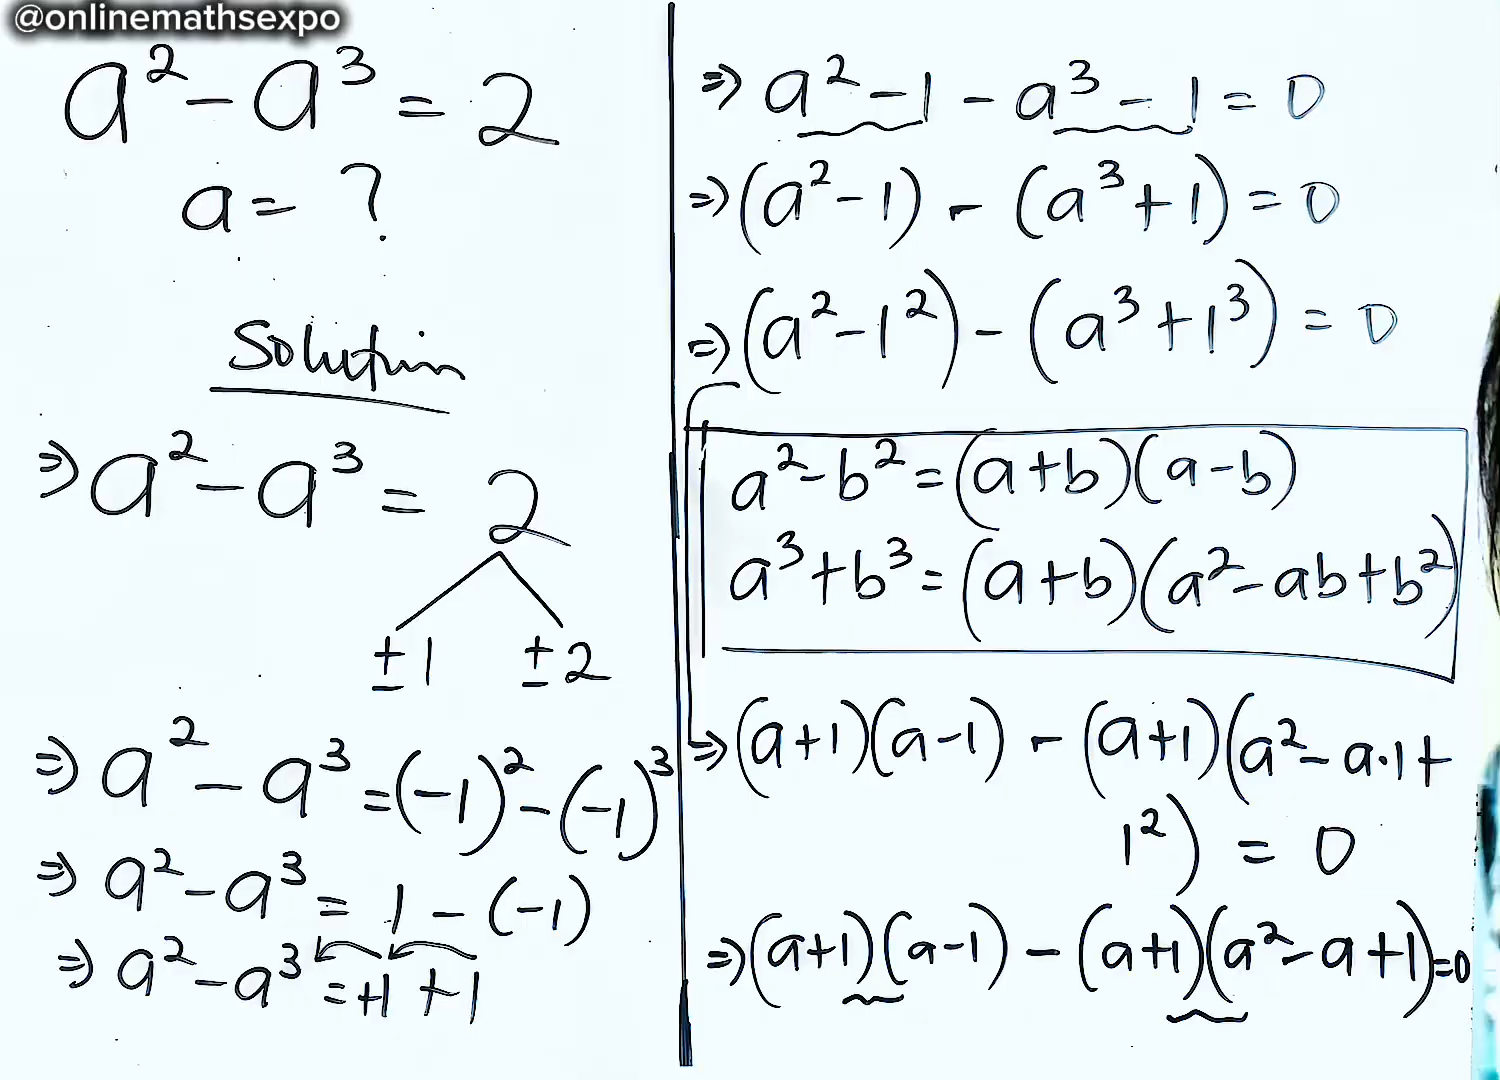 @onlinemathsexpo
a² - a³ = 2
a = ?
Solution
⇒ a² - a³ = 2
±1 ±2
⇒ a² - a³ = (-1)² - (-1)³
⇒ a² - a³ = 1 - (-1)
⇒ a² - a³ = +1 +1
⇒ a² - 1 - a³ - 1 = 0
⇒ (a² - 1) - (a³ + 1) = 0
⇒ (a² - 1²) - (a³ + 1³) = 0
a² - b² = (a + b)(a - b)
a³ + b³ = (a + b)(a² - ab + b²)
⇒ (a+1)(a-1) - (a+1)(a² - a·1 +
1²) = 0
⇒ (a+1)(a-1) - (a+1)(a² - a + 1) = 0